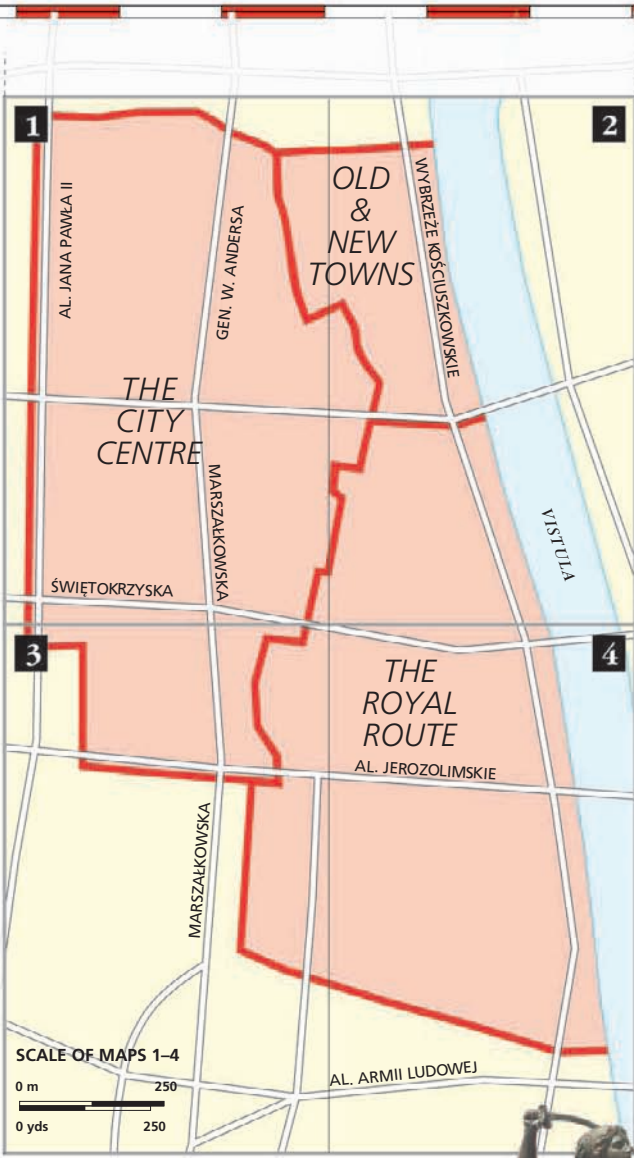 1
2
AL. JANA PAWŁA II
GEN. W. ANDERSA
OLD
&
NEW
TOWNS
WYBRZEŻE KOŚCIUSZKOWSKIE
THE
CITY
CENTRE
MARSZAŁKOWSKA
VISTULA
ŚWIĘTOKRZYSKA
3
4
THE
ROYAL
ROUTE
AL. JEROZOLIMSKIE
MARSZAŁKOWSKA
SCALE OF MAPS 1–4
0 m 250
0 yds 250
AL. ARMII LUDOWEJ